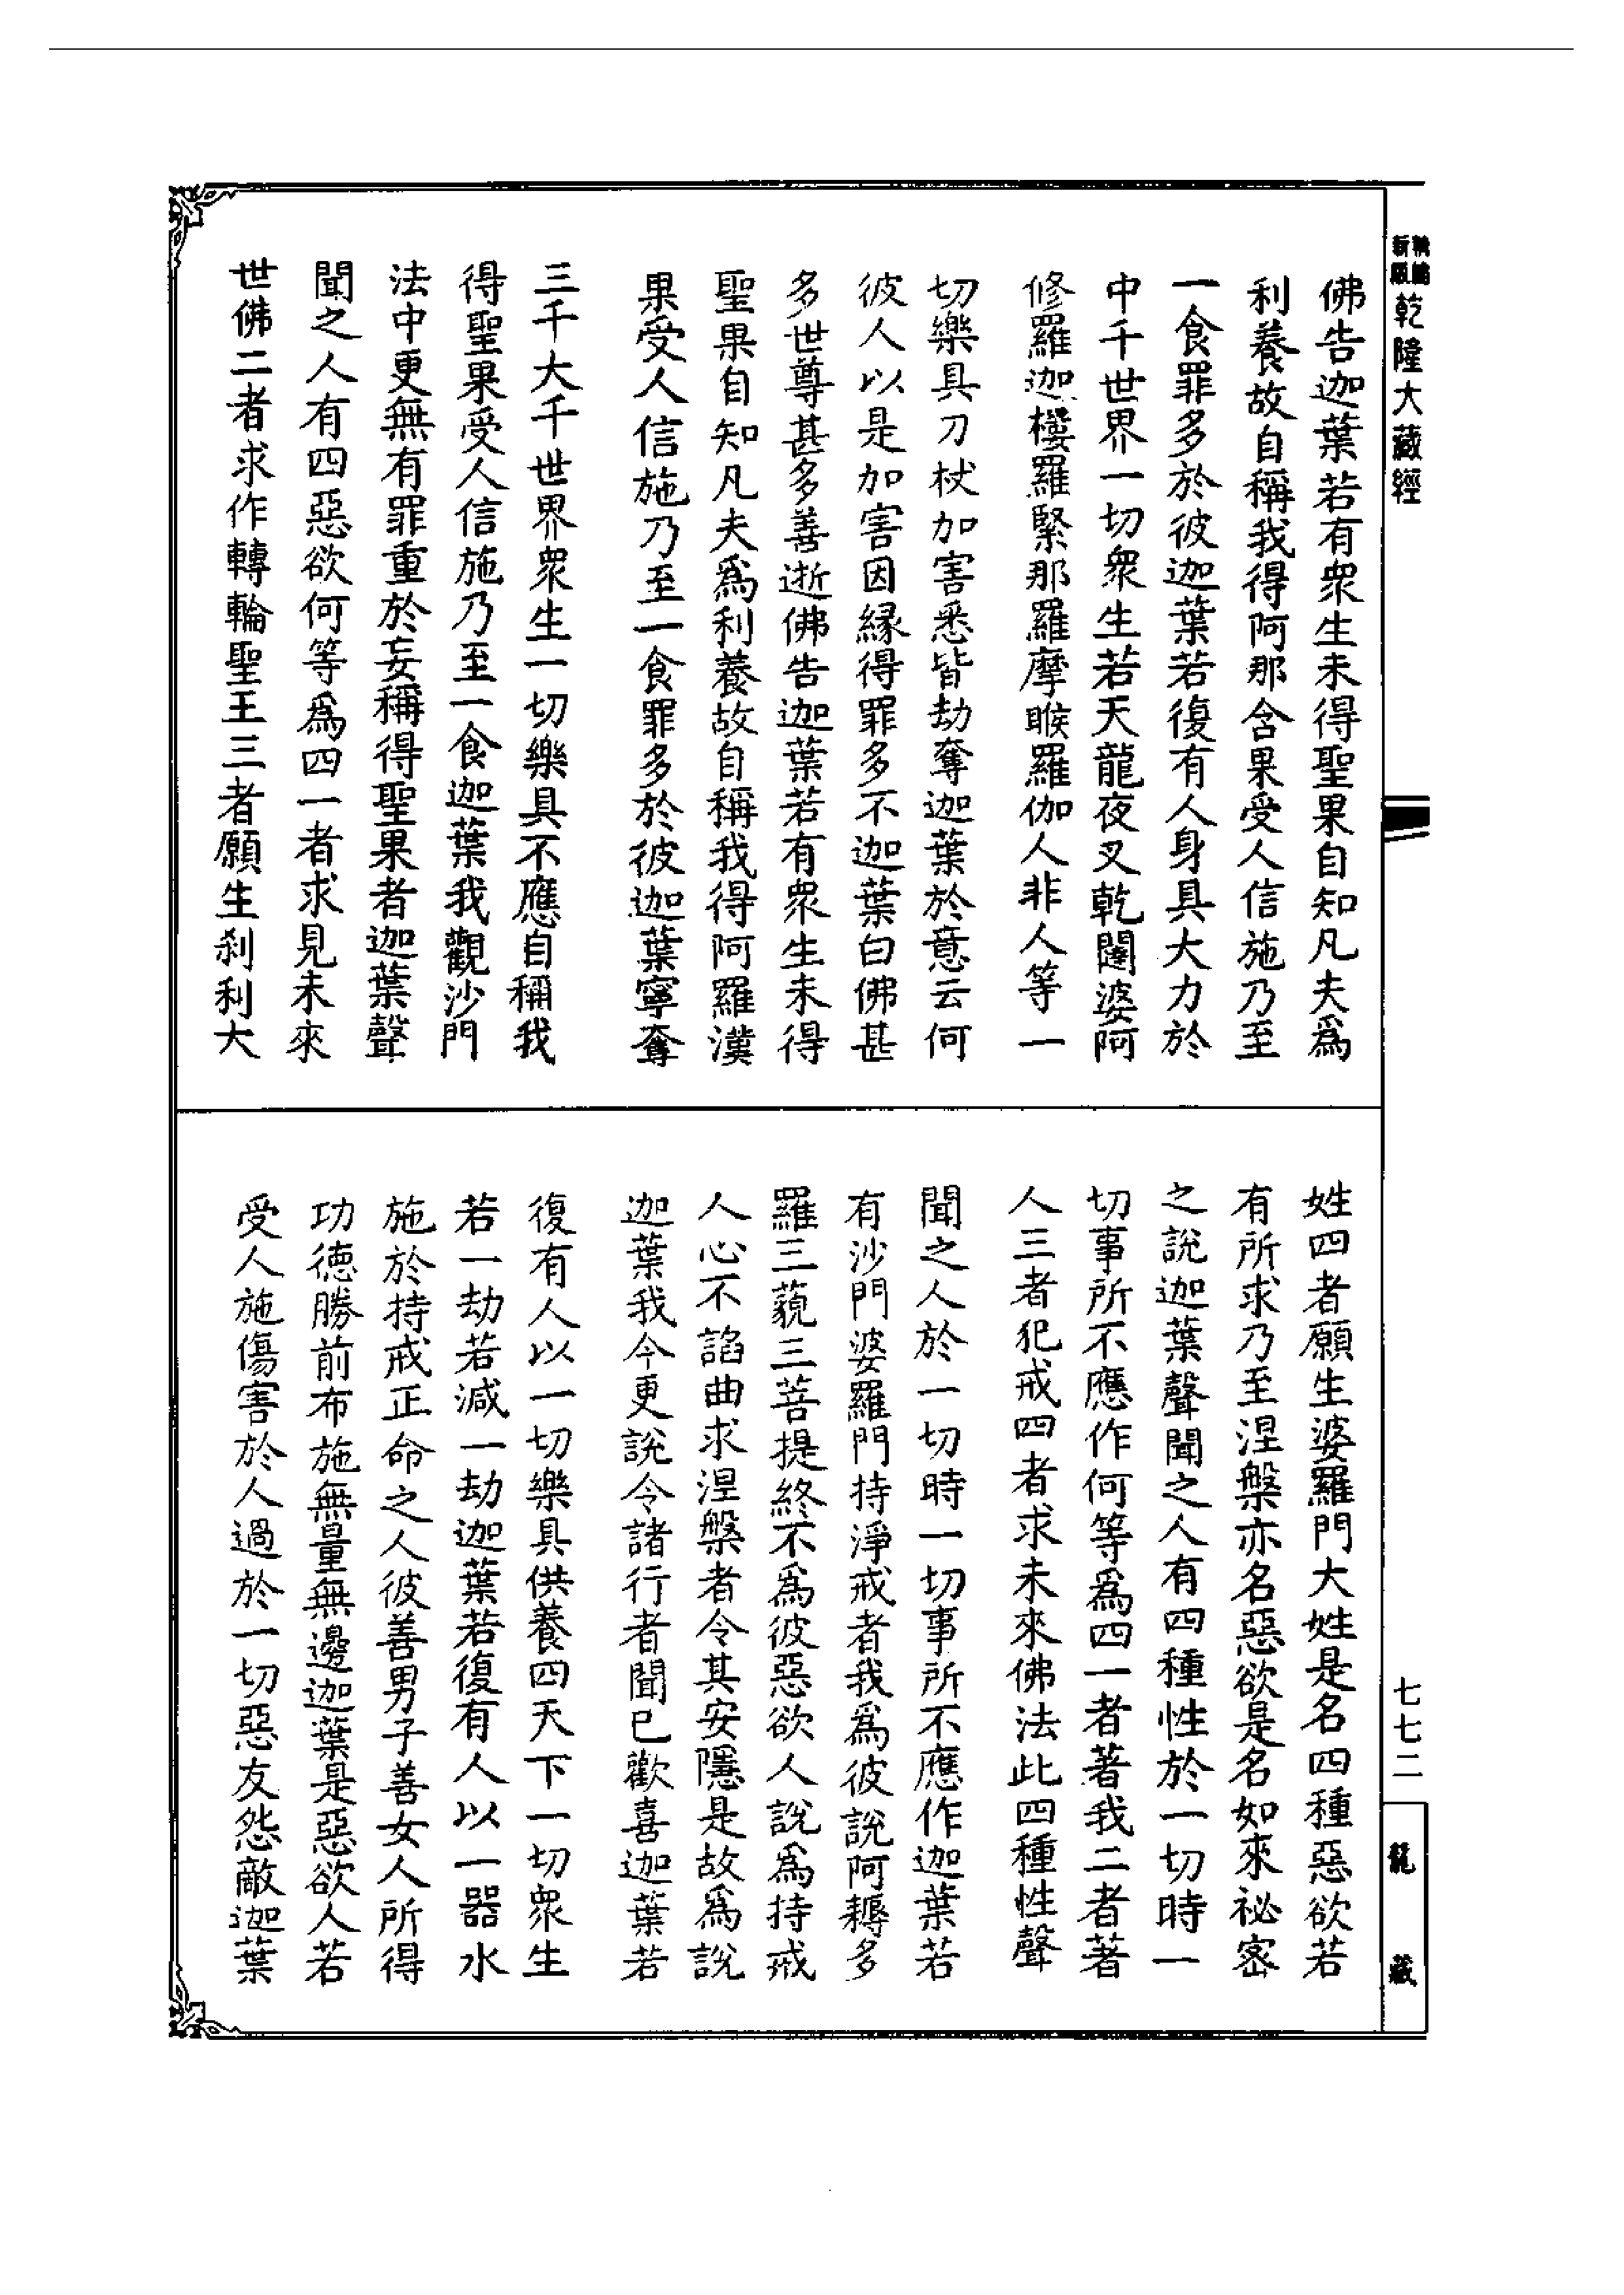 新編縮版乾隆大藏經
佛告迦葉若有衆生未得聖果自知凡夫爲
利養故自稱我得阿那含果受人信施乃至
一食罪多於彼迦葉若復有人身具大力於
中千世界一切衆生若天龍夜叉乾闥婆阿
修羅迦樓羅緊那羅摩睺羅伽人非人等一
切樂具刀杖加害悉皆劫奪迦葉於意云何
彼人以是加害因緣得罪多不迦葉白佛甚
多世尊甚多善逝佛告迦葉若有衆生未得
聖果自知凡夫爲利養故自稱我得阿羅漢
果受人信施乃至一食罪多於彼迦葉寧奪
三千大千世界衆生一切樂具不應自稱我
得聖果受人信施乃至一食迦葉我觀沙門
法中更無有罪重於妄稱得聖果者迦葉聲
聞之人有四惡欲何等爲四一者求見未來
世佛二者求作轉輪聖王三者願生刹利大
姓四者願生婆羅門大姓是名四種惡欲若
有所求乃至涅槃亦名惡欲是名如來祕密
之說迦葉聲聞之人有四種性於一切時一
切事所不應作何等爲四一者著我二者著
人三者犯戒四者求未來佛法此四種性聲
聞之人於一切時一切事所不應作迦葉若
有沙門婆羅門持淨戒者我爲彼說阿耨多
羅三藐三菩提終不爲彼惡欲人說爲持戒
人心不諂曲求涅槃者令其安隱是故爲說
迦葉我今更說令諸行者聞已歡喜迦葉若
復有人以一切樂具供養四天下一切衆生
若一劫若減一劫迦葉若復有人以一器水
施於持戒正命之人彼善男子善女人所得
功德勝前布施無量無邊迦葉是惡欲人若
受人施傷害於人過於一切惡友怨敵迦葉
七七二
龍藏